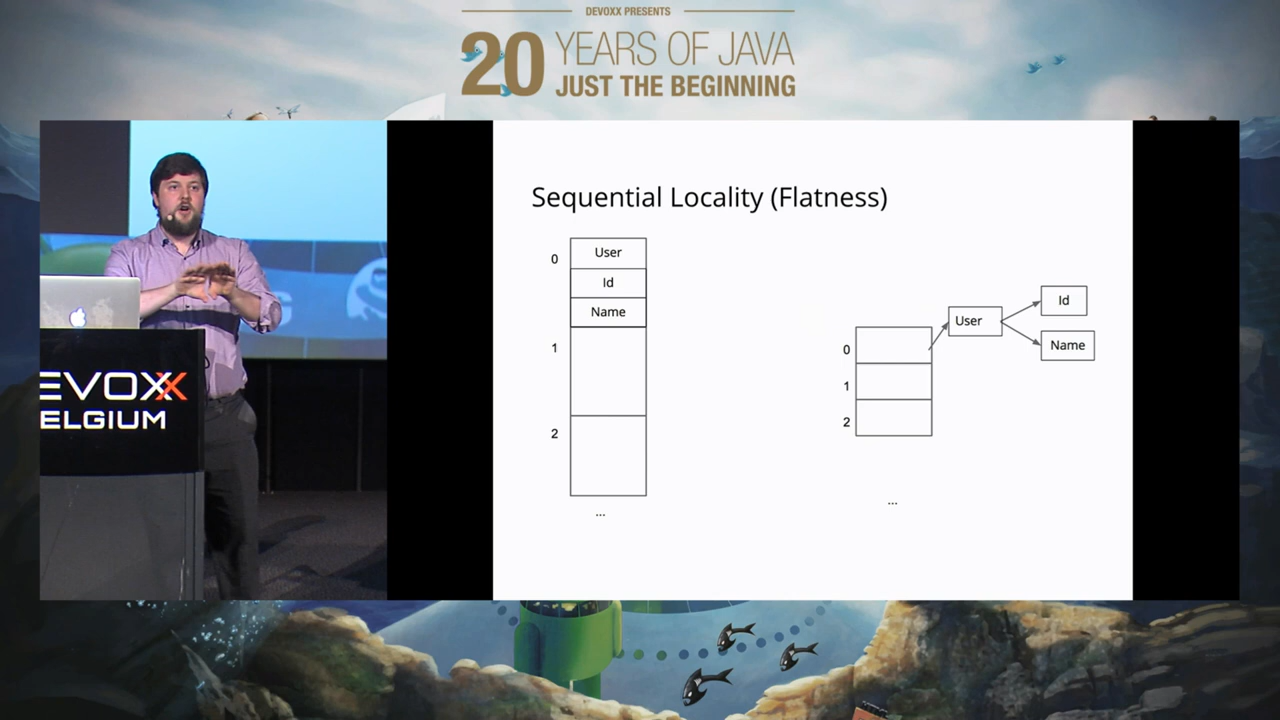 DEVOXX PRESENTS
20 YEARS OF JAVA
JUST THE BEGINNING
EVOXX
ELGIUM
Sequential Locality (Flatness)
0
User
Id
Name
1
2
...
0
1
2
User
Id
Name
...